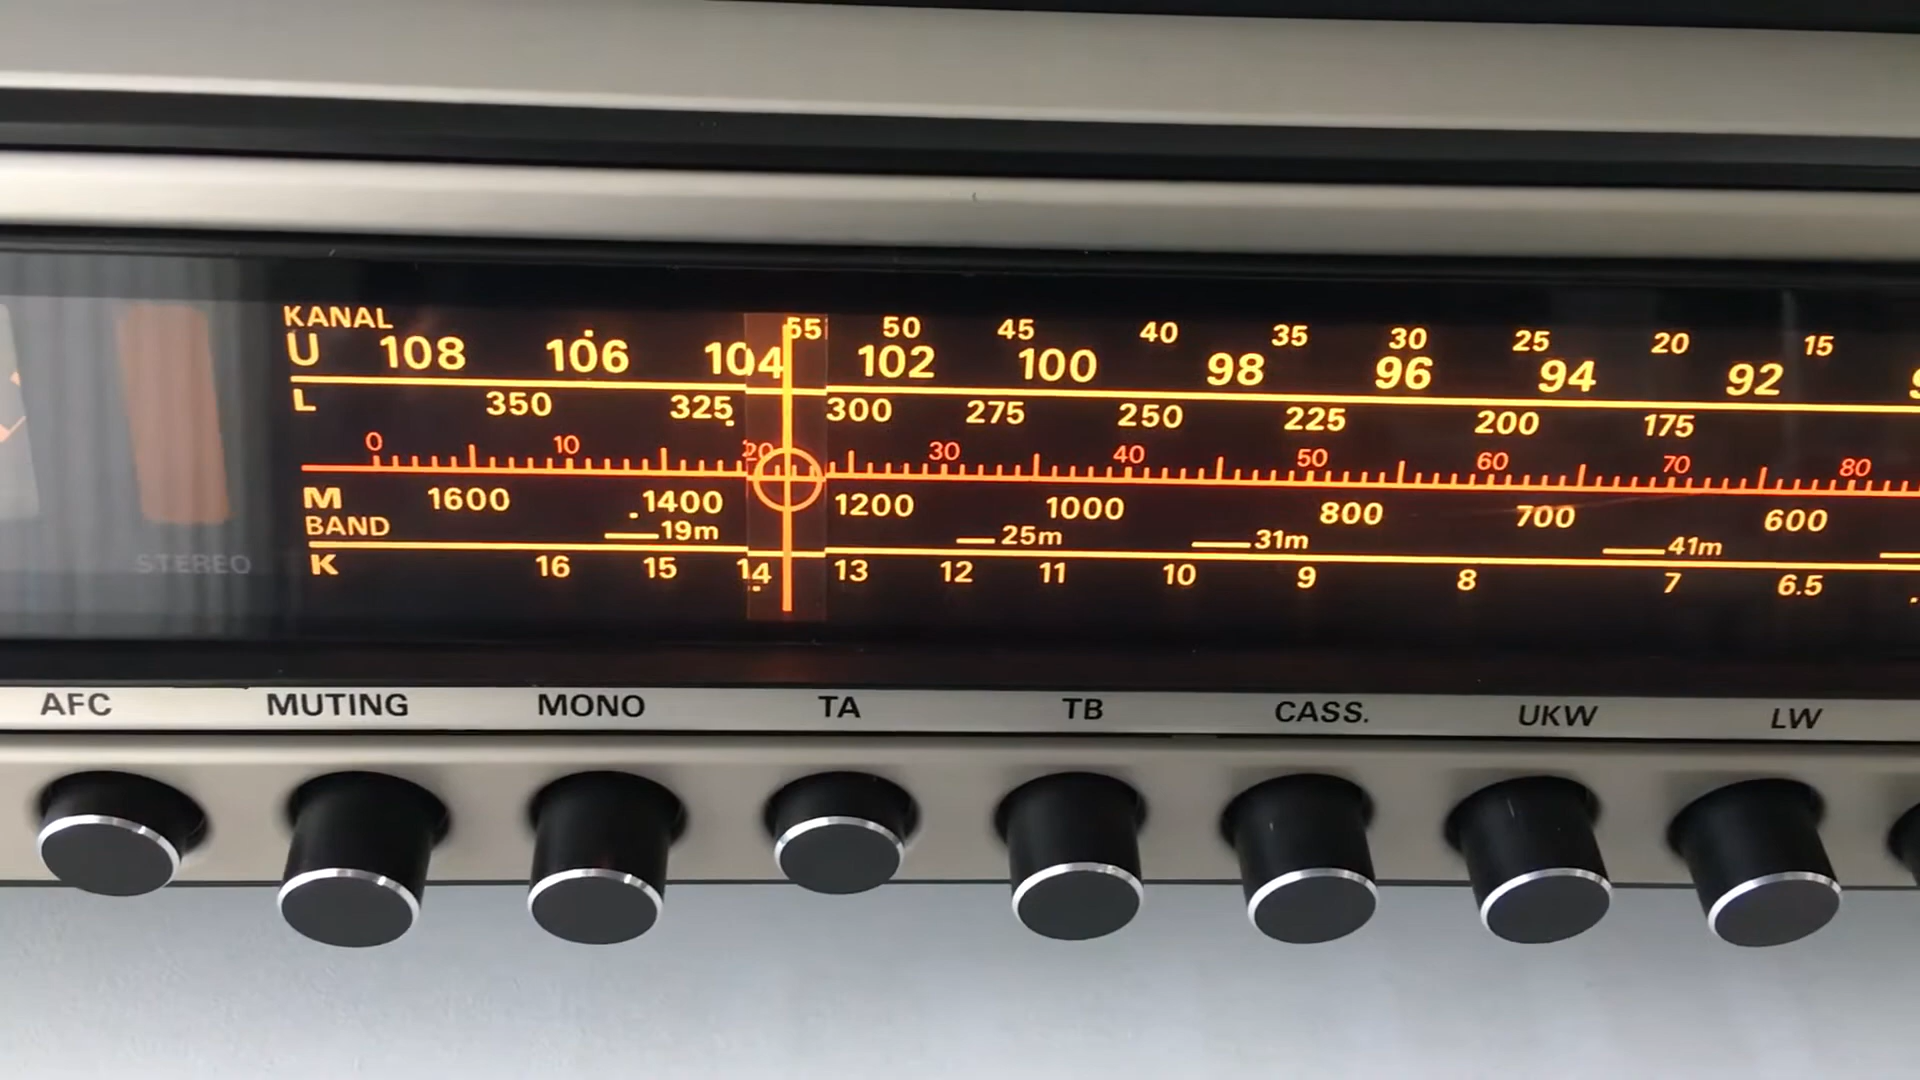 KANAL 55 50 45 40 35 30 25 20 15
U 108 106 104 102 100 98 96 94 92
L 350 325 300 275 250 225 200 175
0 10 20 30 40 50 60 70 80
M 1600 1400 1200 1000 800 700 600
BAND 19m 25m 31m 41m
K 16 15 14 13 12 11 10 9 8 7 6.5
STEREO
AFC MUTING MONO TA TB CASS. UKW LW